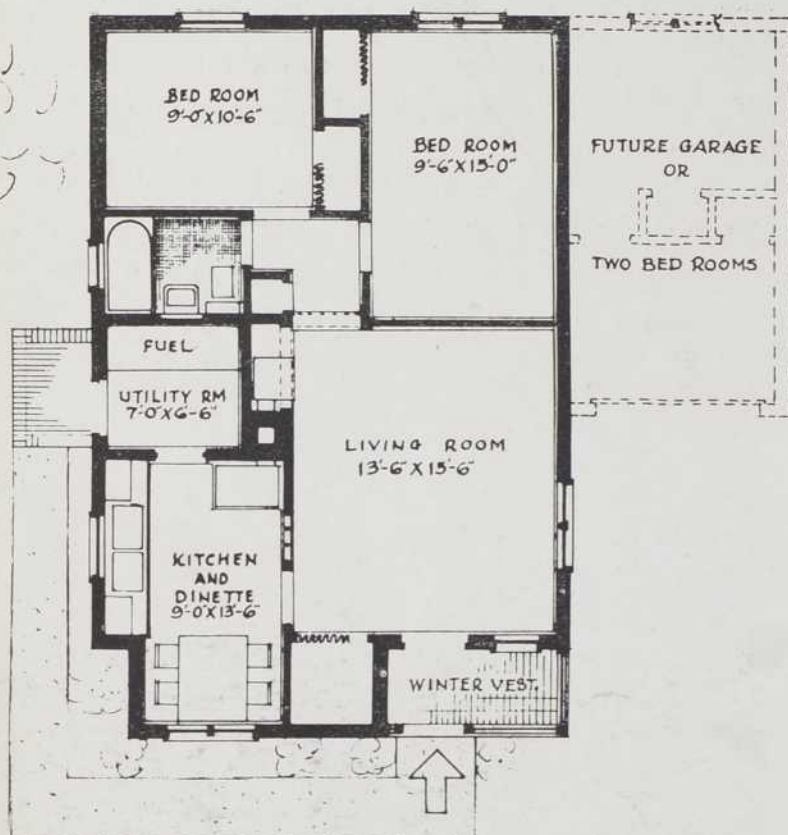 BED ROOM
9'-0"X10'-6"
BED ROOM
9'-6"X15'-0"
FUTURE GARAGE
OR
TWO BED ROOMS
FUEL
UTILITY RM
7'-0"X6'-6"
LIVING ROOM
13'-6"X15'-6"
KITCHEN
AND
DINETTE
9'-0"X13'-6"
WINTER VEST.